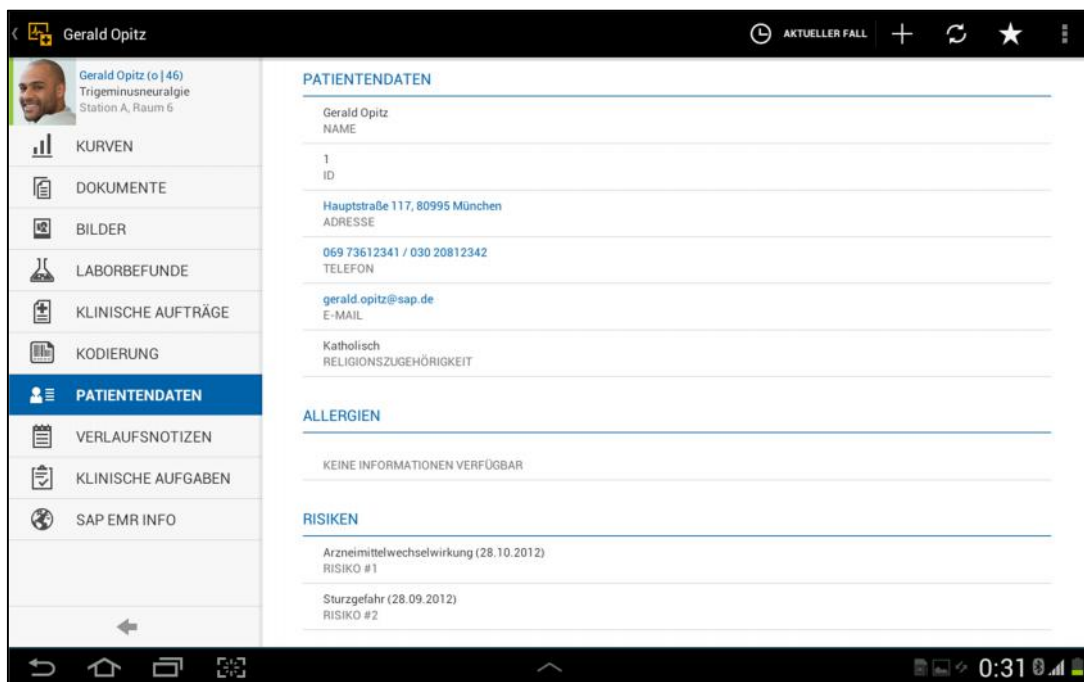 Gerald Opitz
AKTUELLER FALL
Gerald Opitz (o | 46)
Trigeminusneuralgie
Station A, Raum 6
KURVEN
DOKUMENTE
BILDER
LABORBEFUNDE
KLINISCHE AUFTRÄGE
KODIERUNG
PATIENTENDATEN
VERLAUFSNOTIZEN
KLINISCHE AUFGABEN
SAP EMR INFO
PATIENTENDATEN
Gerald Opitz
NAME
1
ID
Hauptstraße 117, 80995 München
ADRESSE
069 73612341 / 030 20812342
TELEFON
gerald.opitz@sap.de
E-MAIL
Katholisch
RELIGIONSZUGEHÖRIGKEIT
ALLERGIEN
KEINE INFORMATIONEN VERFÜGBAR
RISIKEN
Arzneimittelwechselwirkung (28.10.2012)
RISIKO #1
Sturzgefahr (28.09.2012)
RISIKO #2
0:31